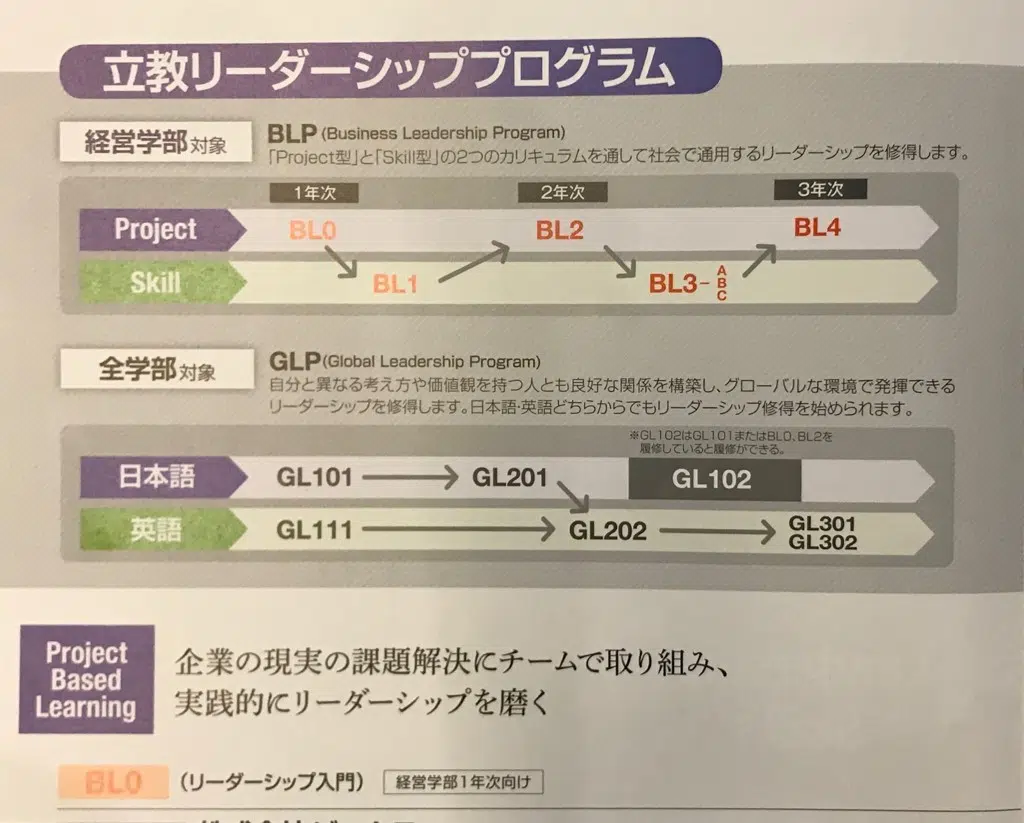 立教リーダーシッププログラム
経営学部対象
BLP(Business Leadership Program)
「Project型」と「Skill型」の2つのカリキュラムを通して社会で通用するリーダーシップを修得します。
1年次 2年次 3年次
Project BL0 BL2 BL4
Skill BL1 BL3-ABC
全学部対象
GLP(Global Leadership Program)
自分と異なる考え方や価値観を持つ人とも良好な関係を構築し、グローバルな環境で発揮できる
リーダーシップを修得します。日本語・英語どちらからでもリーダーシップ修得を始められます。
※GL102はGL101またはBL0、BL2を
履修していると履修ができる。
日本語 GL101 GL201 GL102
英語 GL111 GL202 GL301
GL302
Project
Based
Learning
企業の現実の課題解決にチームで取り組み、
実践的にリーダーシップを磨く
BL0 (リーダーシップ入門) 経営学部1年次向け